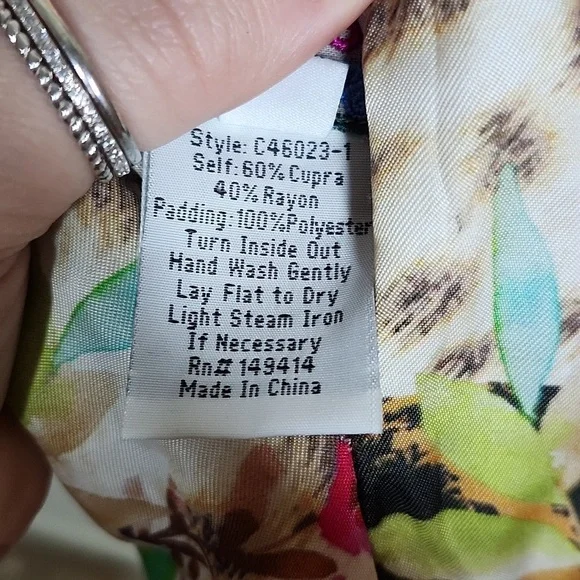 Style: C46023-1
Self:60% Cupra
40% Rayon
Padding:100%Polyester
Turn Inside Out
Hand Wash Gently
Lay Flat to Dry
Light Steam Iron
If Necessary
Rn# 149414
Made In China